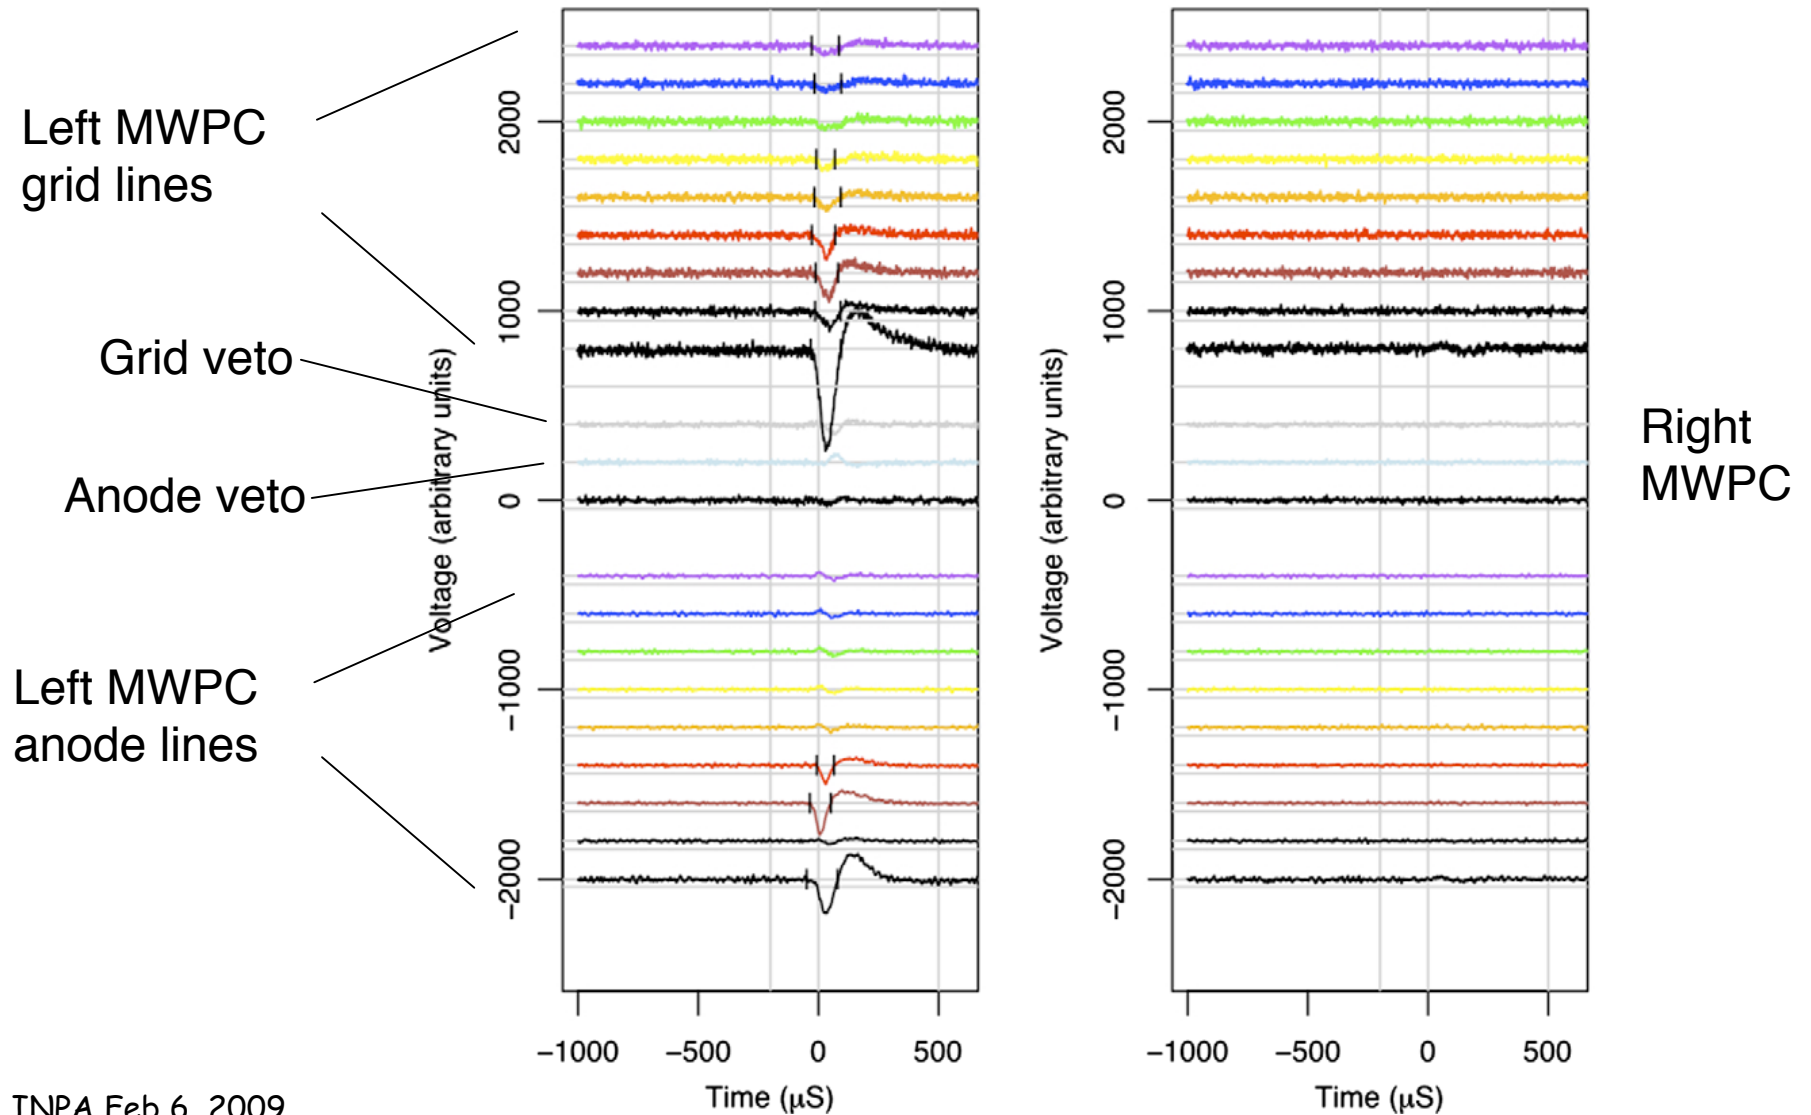 Left MWPC
grid lines
Grid veto
Anode veto
Left MWPC
anode lines
Voltage (arbitrary units)
2000
1000
0
−1000
−2000
−1000
−500
0
500
Time (μS)
Voltage (arbitrary units)
2000
1000
0
−1000
−2000
−1000
−500
0
500
Time (μS)
Right
MWPC
INPA Feb 6, 2009